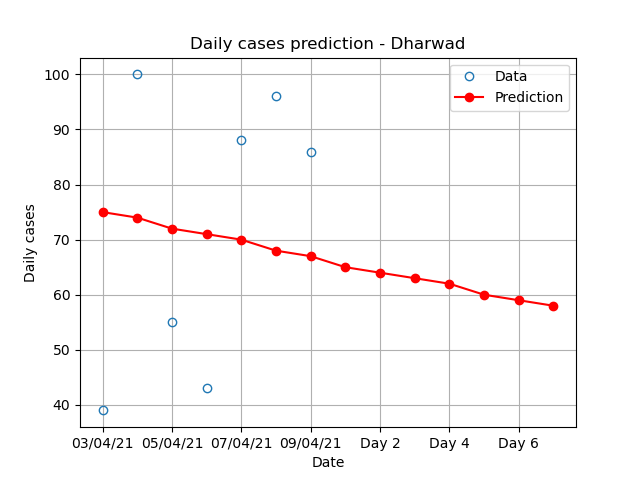 Daily cases prediction - Dharwad
Data
Prediction
Daily cases
100
90
80
70
60
50
40
03/04/21 05/04/21 07/04/21 09/04/21 Day 2 Day 4 Day 6
Date